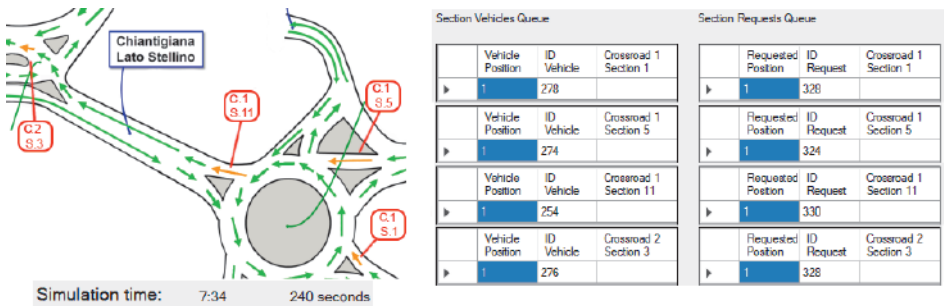 Chiantigiana
Lato Stellino
C.1
S.11
C.1
S.5
C.2
S.3
C.1
S.1
Simulation time: 7:34 240 seconds
Section Vehicles Queue
Vehicle Position ID Vehicle Crossroad 1 Section 1
1 278
Vehicle Position ID Vehicle Crossroad 1 Section 5
1 274
Vehicle Position ID Vehicle Crossroad 1 Section 11
1 254
Vehicle Position ID Vehicle Crossroad 2 Section 3
1 276
Section Requests Queue
Requested Position ID Request Crossroad 1 Section 1
1 328
Requested Position ID Request Crossroad 1 Section 5
1 324
Requested Position ID Request Crossroad 1 Section 11
1 330
Requested Position ID Request Crossroad 2 Section 3
1 328